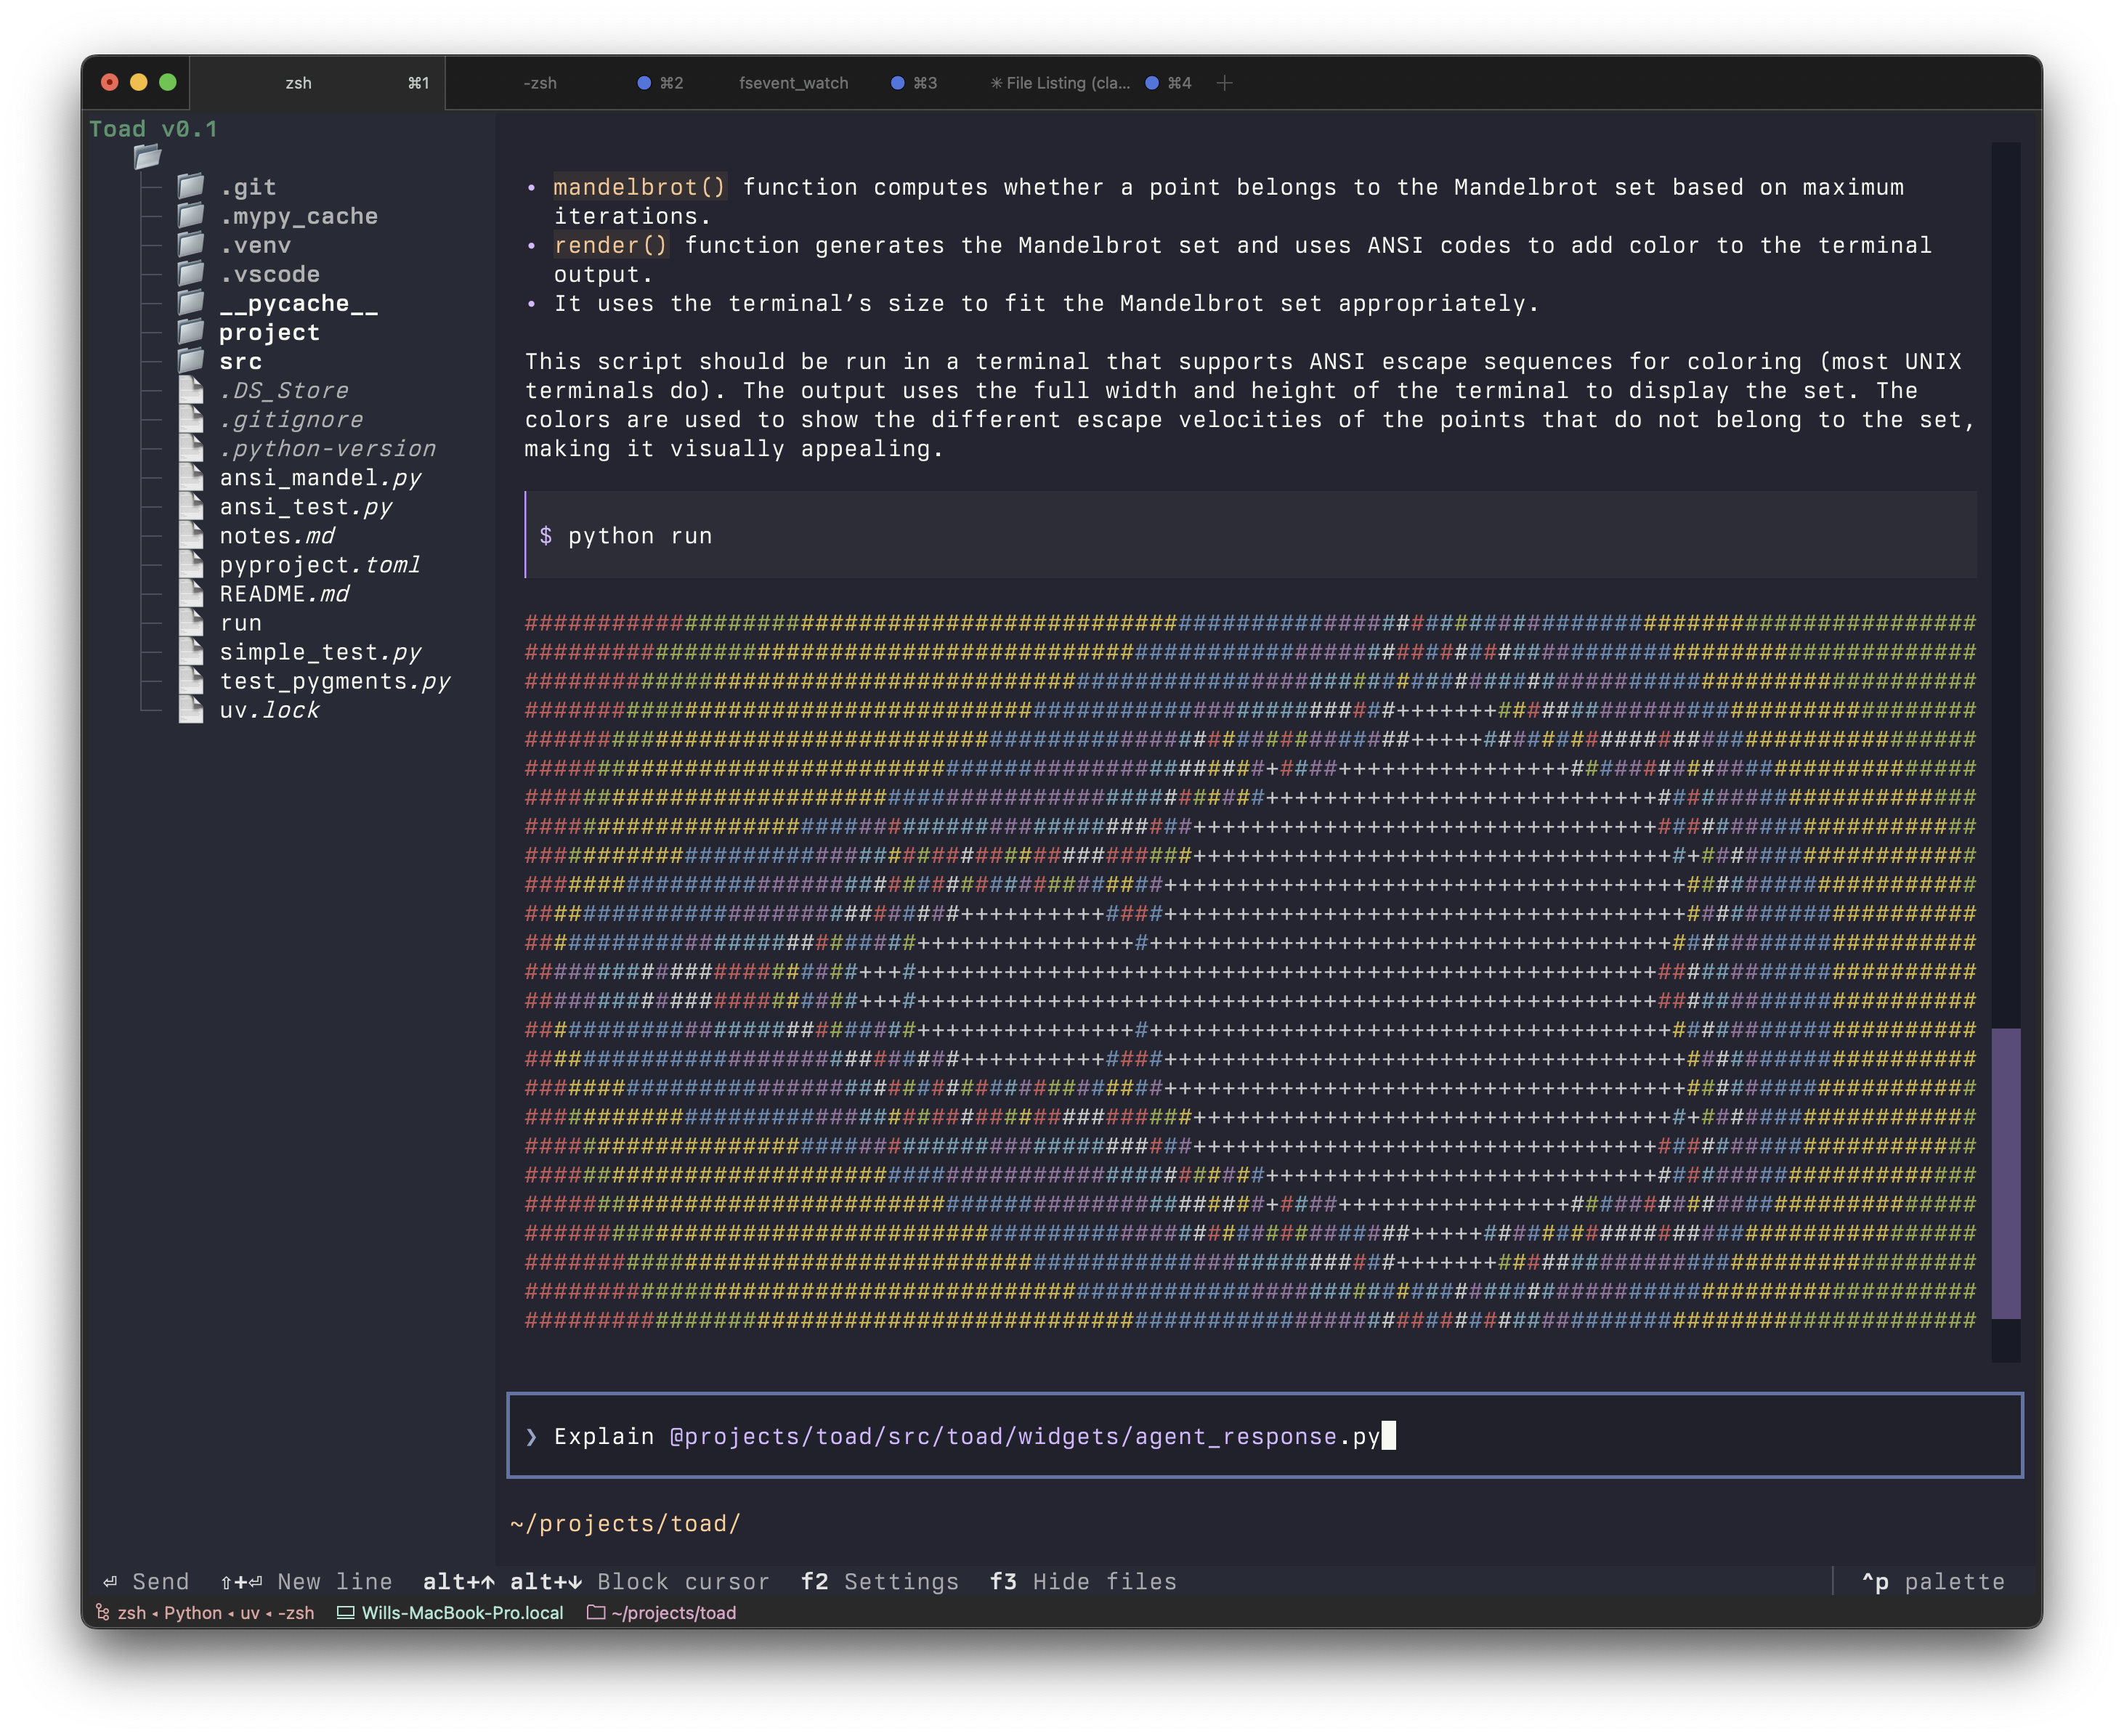 zsh ⌘1 -zsh ⌘2 fsevent_watch ⌘3 ✳ File Listing (cla... ⌘4 +
Toad v0.1
.git
.mypy_cache
.venv
.vscode
__pycache__
project
src
.DS_Store
.gitignore
.python-version
ansi_mandel.py
ansi_test.py
notes.md
pyproject.toml
README.md
run
simple_test.py
test_pygments.py
uv.lock
• mandelbrot() function computes whether a point belongs to the Mandelbrot set based on maximum
iterations.
• render() function generates the Mandelbrot set and uses ANSI codes to add color to the terminal
output.
• It uses the terminal’s size to fit the Mandelbrot set appropriately.
This script should be run in a terminal that supports ANSI escape sequences for coloring (most UNIX
terminals do). The output uses the full width and height of the terminal to display the set. The
colors are used to show the different escape velocities of the points that do not belong to the set,
making it visually appealing.
$ python run
❯ Explain @projects/toad/src/toad/widgets/agent_response.py
~/projects/toad/
⏎ Send ⇧+⏎ New line alt+↑ alt+↓ Block cursor f2 Settings f3 Hide files ^p palette
zsh ◂ Python ◂ uv ◂ -zsh Wills-MacBook-Pro.local ~/projects/toad